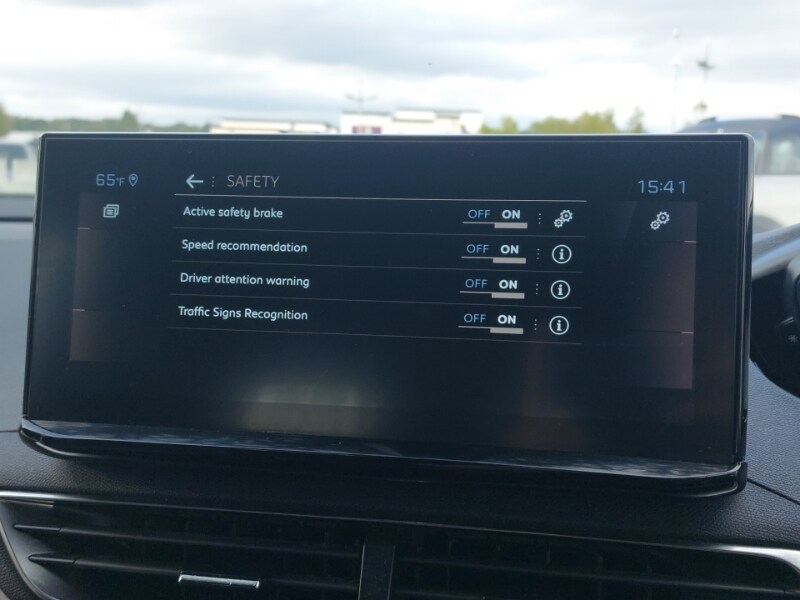 65°F
SAFETY
15:41
Active safety brake OFF ON
Speed recommendation OFF ON
Driver attention warning OFF ON
Traffic Signs Recognition OFF ON